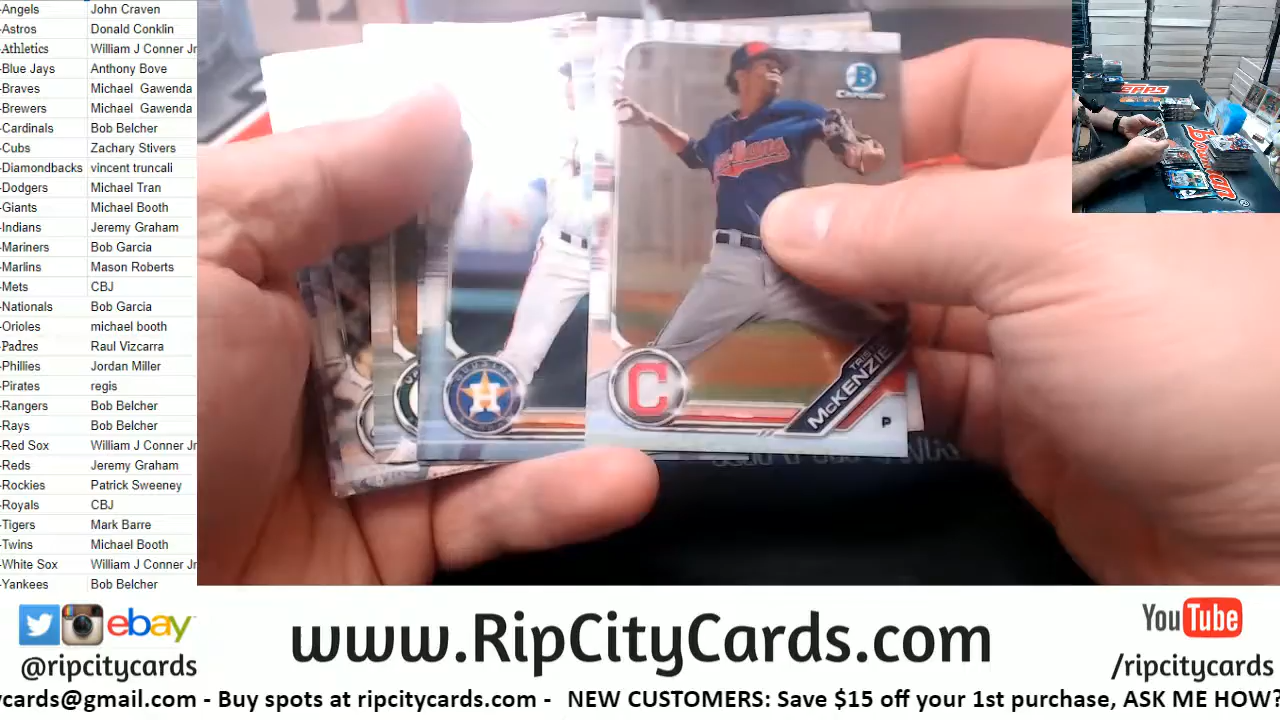 -Angels John Craven
-Astros Donald Conklin
-Athletics William J Conner Jr
-Blue Jays Anthony Bove
-Braves Michael Gawenda
-Brewers Michael Gawenda
-Cardinals Bob Belcher
-Cubs Zachary Stivers
-Diamondbacks vincent truncali
-Dodgers Michael Tran
-Giants Michael Booth
-Indians Jeremy Graham
-Mariners Bob Garcia
-Marlins Mason Roberts
-Mets CBJ
-Nationals Bob Garcia
-Orioles michael booth
-Padres Raul Vizcarra
-Phillies Jordan Miller
-Pirates regis
-Rangers Bob Belcher
-Rays Bob Belcher
-Red Sox William J Conner Jr
-Reds Jeremy Graham
-Rockies Patrick Sweeney
-Royals CBJ
-Tigers Mark Barre
-Twins Michael Booth
-White Sox William J Conner Jr
-Yankees Bob Belcher
B
Chrome
H
C
McKENZIE
P
TOPPS
Bowman
ebay
@ripcitycards
www.RipCityCards.com
YouTube
/ripcitycards
ycards@gmail.com - Buy spots at ripcitycards.com - NEW CUSTOMERS: Save $15 off your 1st purchase, ASK ME HOW?